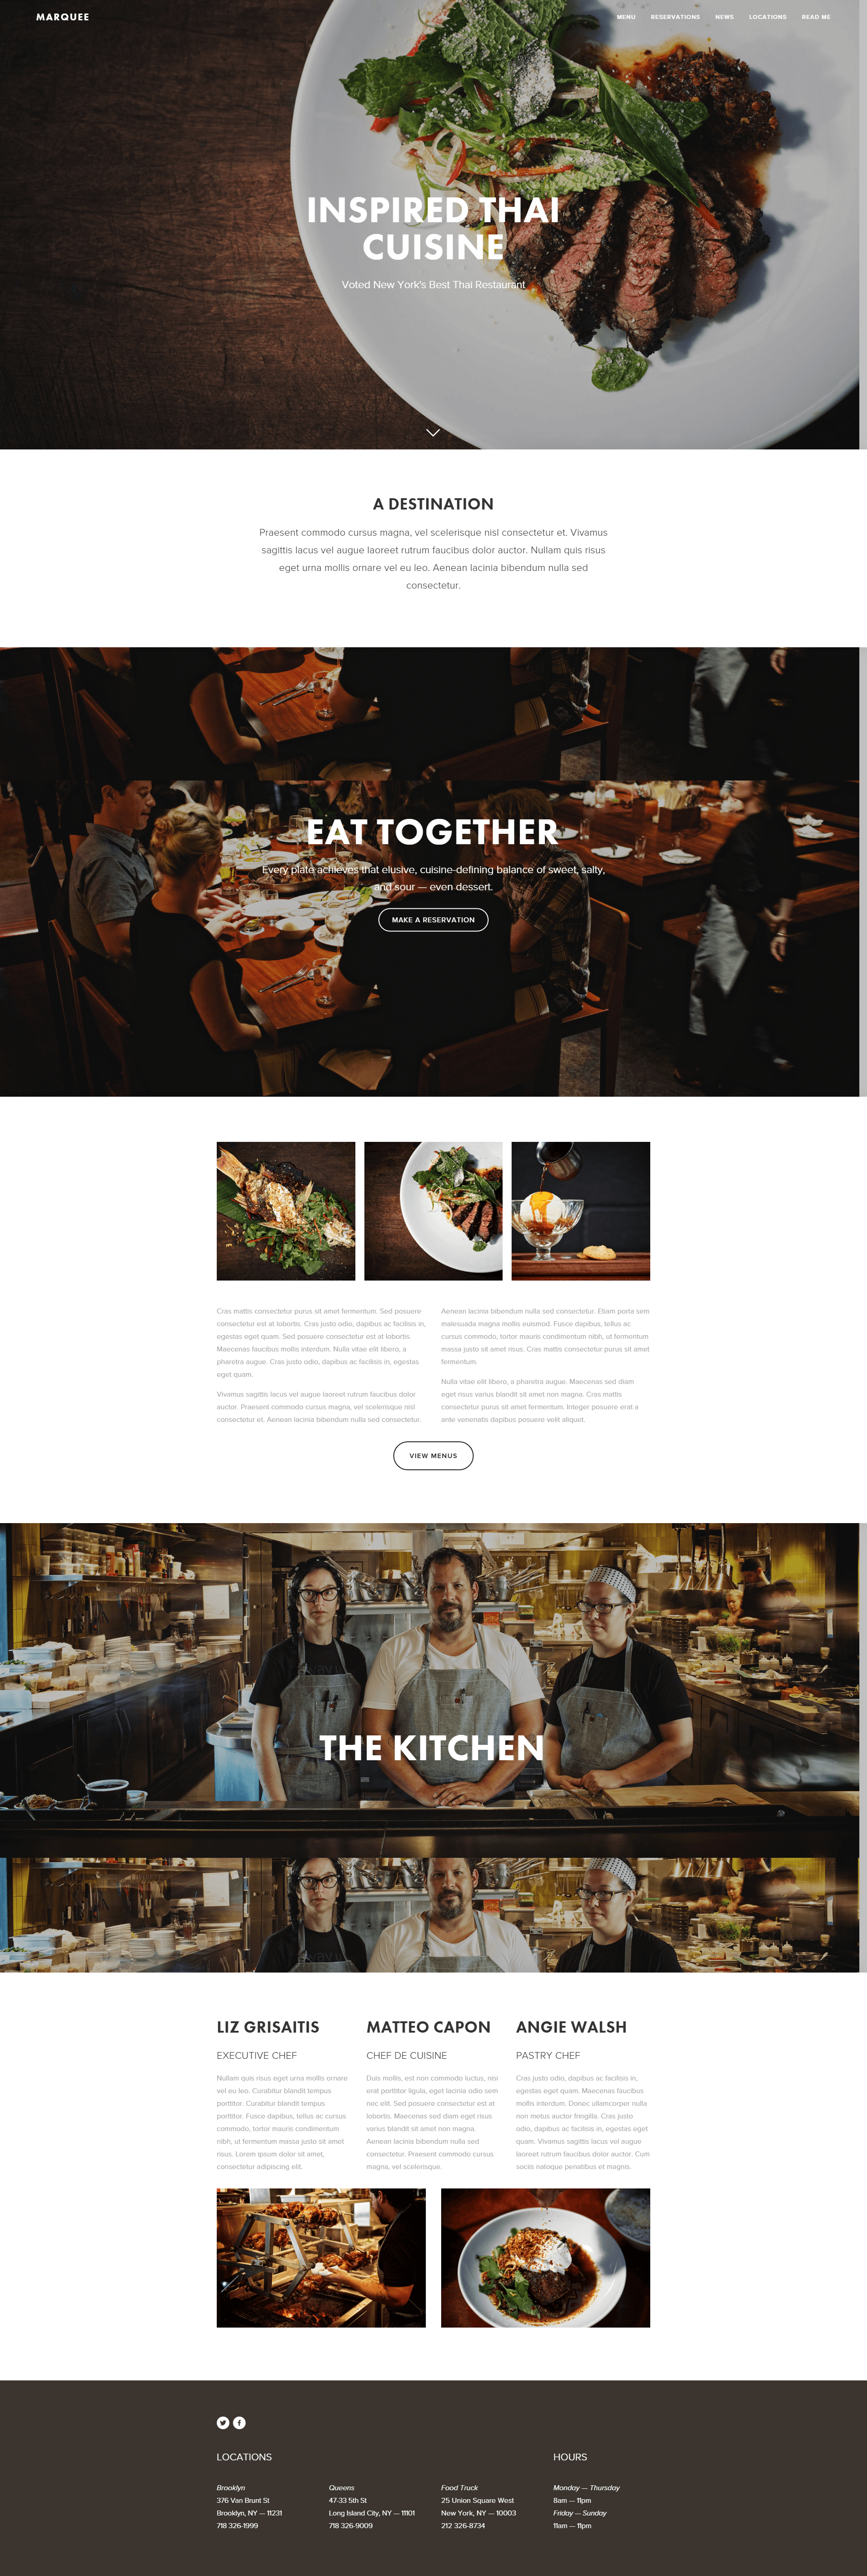 MARQUEE
MENU RESERVATIONS NEWS LOCATIONS READ ME
INSPIRED THAI
CUISINE
Voted New York's Best Thai Restaurant
A DESTINATION
Praesent commodo cursus magna, vel scelerisque nisl consectetur et. Vivamus
sagittis lacus vel augue laoreet rutrum faucibus dolor auctor. Nullam quis risus
eget urna mollis ornare vel eu leo. Aenean lacinia bibendum nulla sed
consectetur.
EAT TOGETHER
Every plate achieves that elusive, cuisine-defining balance of sweet, salty,
and sour — even dessert.
MAKE A RESERVATION
Cras mattis consectetur purus sit amet fermentum. Sed posuere
consectetur est at lobortis. Cras justo odio, dapibus ac facilisis in,
egestas eget quam. Sed posuere consectetur est at lobortis.
Maecenas faucibus mollis interdum. Nulla vitae elit libero, a
pharetra augue. Cras justo odio, dapibus ac facilisis in, egestas
eget quam.
Vivamus sagittis lacus vel augue laoreet rutrum faucibus dolor
auctor. Praesent commodo cursus magna, vel scelerisque nisl
consectetur et. Aenean lacinia bibendum nulla sed consectetur.
Aenean lacinia bibendum nulla sed consectetur. Etiam porta sem
malesuada magna mollis euismod. Fusce dapibus, tellus ac
cursus commodo, tortor mauris condimentum nibh, ut fermentum
massa justo sit amet risus. Cras mattis consectetur purus sit amet
fermentum.
Nulla vitae elit libero, a pharetra augue. Maecenas sed diam
eget risus varius blandit sit amet non magna. Cras mattis
consectetur purus sit amet fermentum. Integer posuere erat a
ante venenatis dapibus posuere velit aliquet.
VIEW MENUS
THE KITCHEN
LIZ GRISAITIS
EXECUTIVE CHEF
Nullam quis risus eget urna mollis ornare
vel eu leo. Curabitur blandit tempus
porttitor. Curabitur blandit tempus
porttitor. Fusce dapibus, tellus ac cursus
commodo, tortor mauris condimentum
nibh, ut fermentum massa justo sit amet
risus. Lorem ipsum dolor sit amet,
consectetur adipiscing elit.
MATTEO CAPON
CHEF DE CUISINE
Duis mollis, est non commodo luctus, nisi
erat porttitor ligula, eget lacinia odio sem
nec elit. Sed posuere consectetur est at
lobortis. Maecenas sed diam eget risus
varius blandit sit amet non magna.
Aenean lacinia bibendum nulla sed
consectetur. Praesent commodo cursus
magna, vel scelerisque.
ANGIE WALSH
PASTRY CHEF
Cras justo odio, dapibus ac facilisis in,
egestas eget quam. Maecenas faucibus
mollis interdum. Donec ullamcorper nulla
non metus auctor fringilla. Cras justo
odio, dapibus ac facilisis in, egestas eget
quam. Vivamus sagittis lacus vel augue
laoreet rutrum faucibus dolor auctor. Cum
sociis natoque penatibus et magnis.
LOCATIONS
Brooklyn
376 Van Brunt St
Brooklyn, NY — 11231
718 326-1999
Queens
47-33 5th St
Long Island City, NY — 11101
718 326-9009
Food Truck
25 Union Square West
New York, NY — 10003
212 326-8734
HOURS
Monday — Thursday
8am — 11pm
Friday — Sunday
11am — 11pm